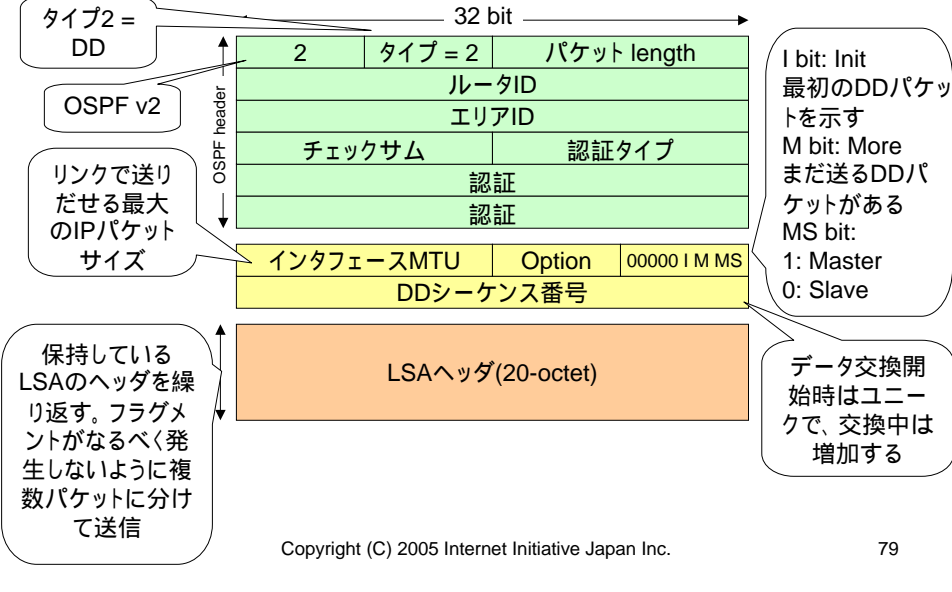 タイプ2 =
DD
32 bit
OSPF v2
OSPF header
2
タイプ = 2
パケット length
ルータID
エリアID
チェックサム
認証タイプ
認証
認証
I bit: Init
最初のDDパケッ
トを示す
M bit: More
まだ送るDDパ
ケットがある
MS bit:
1: Master
0: Slave
リンクで送り
だせる最大
のIPパケット
サイズ
インタフェースMTU
Option
00000 I M MS
DDシーケンス番号
保持している
LSAのヘッダを繰
り返す。フラグメ
ントがなるべく発
生しないように複
数パケットに分け
て送信
LSAヘッダ(20-octet)
データ交換開
始時はユニー
クで、交換中は
増加する
Copyright (C) 2005 Internet Initiative Japan Inc.
79